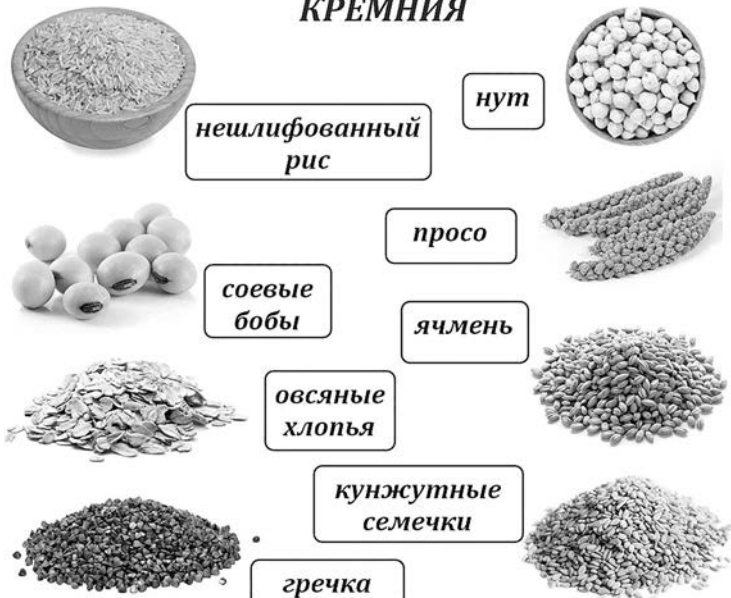 КРЕМНИЯ
нут
нешлифованный
рис
просо
соевые
бобы
ячмень
овсяные
хлопья
кунжутные
семечки
гречка